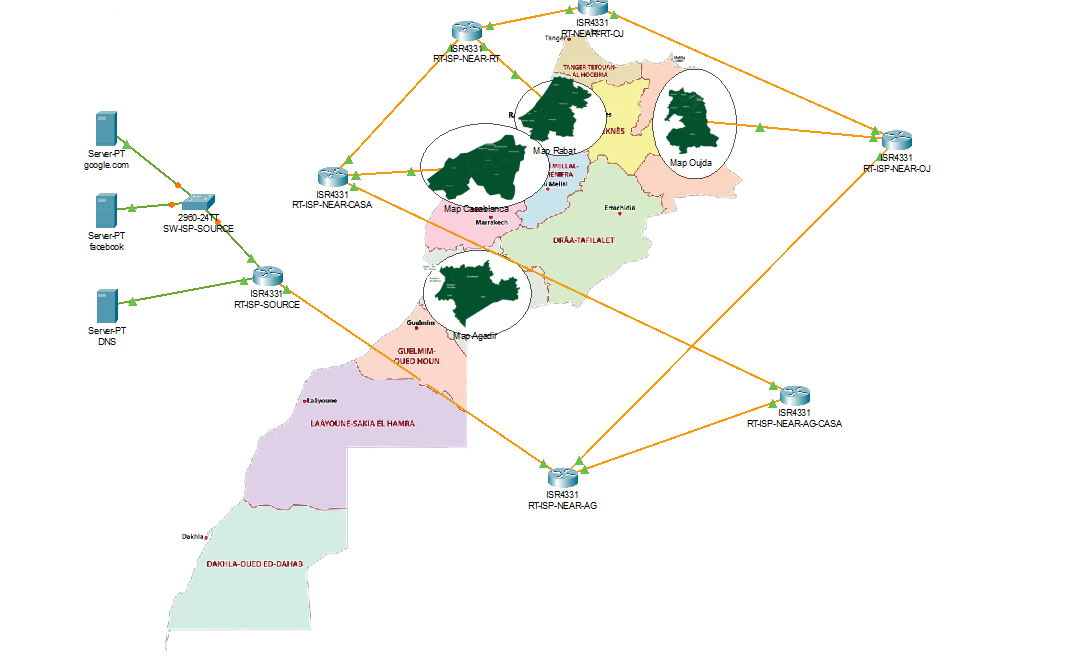 ISR4331
RT-NEAR-RT-OJ
ISR4331
RT-ISP-NEAR-RT
Tanger
TANGER-TETOUAN-
AL HOCEIMA
Server-PT
google.com
Map Rabat
KNÈS
Map Oujda
ISR4331
RT-ISP-NEAR-OJ
ISR4331
RT-ISP-NEAR-CASA
MELLAL-
Map Casablanca
Marrakech
Errachidia
DRÂA-TAFILALET
Server-PT
facebook
2960-24TT
SW-ISP-SOURCE
ISR4331
RT-ISP-SOURCE
Server-PT
DNS
Guelmim
Map Agadir
GUELMIM-
OUED NOUN
Laâyoune
LAÂYOUNE-SAKIA EL HAMRA
ISR4331
RT-ISP-NEAR-AG-CASA
ISR4331
RT-ISP-NEAR-AG
Dakhla
DAKHLA-OUED ED-DAHAB